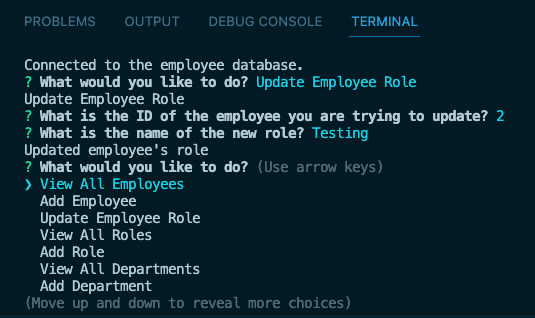 PROBLEMS OUTPUT DEBUG CONSOLE TERMINAL
Connected to the employee database.
? What would you like to do? Update Employee Role
Update Employee Role
? What is the ID of the employee you are trying to update? 2
? What is the name of the new role? Testing
Updated employee's role
? What would you like to do? (Use arrow keys)
❯ View All Employees
Add Employee
Update Employee Role
View All Roles
Add Role
View All Departments
Add Department
(Move up and down to reveal more choices)